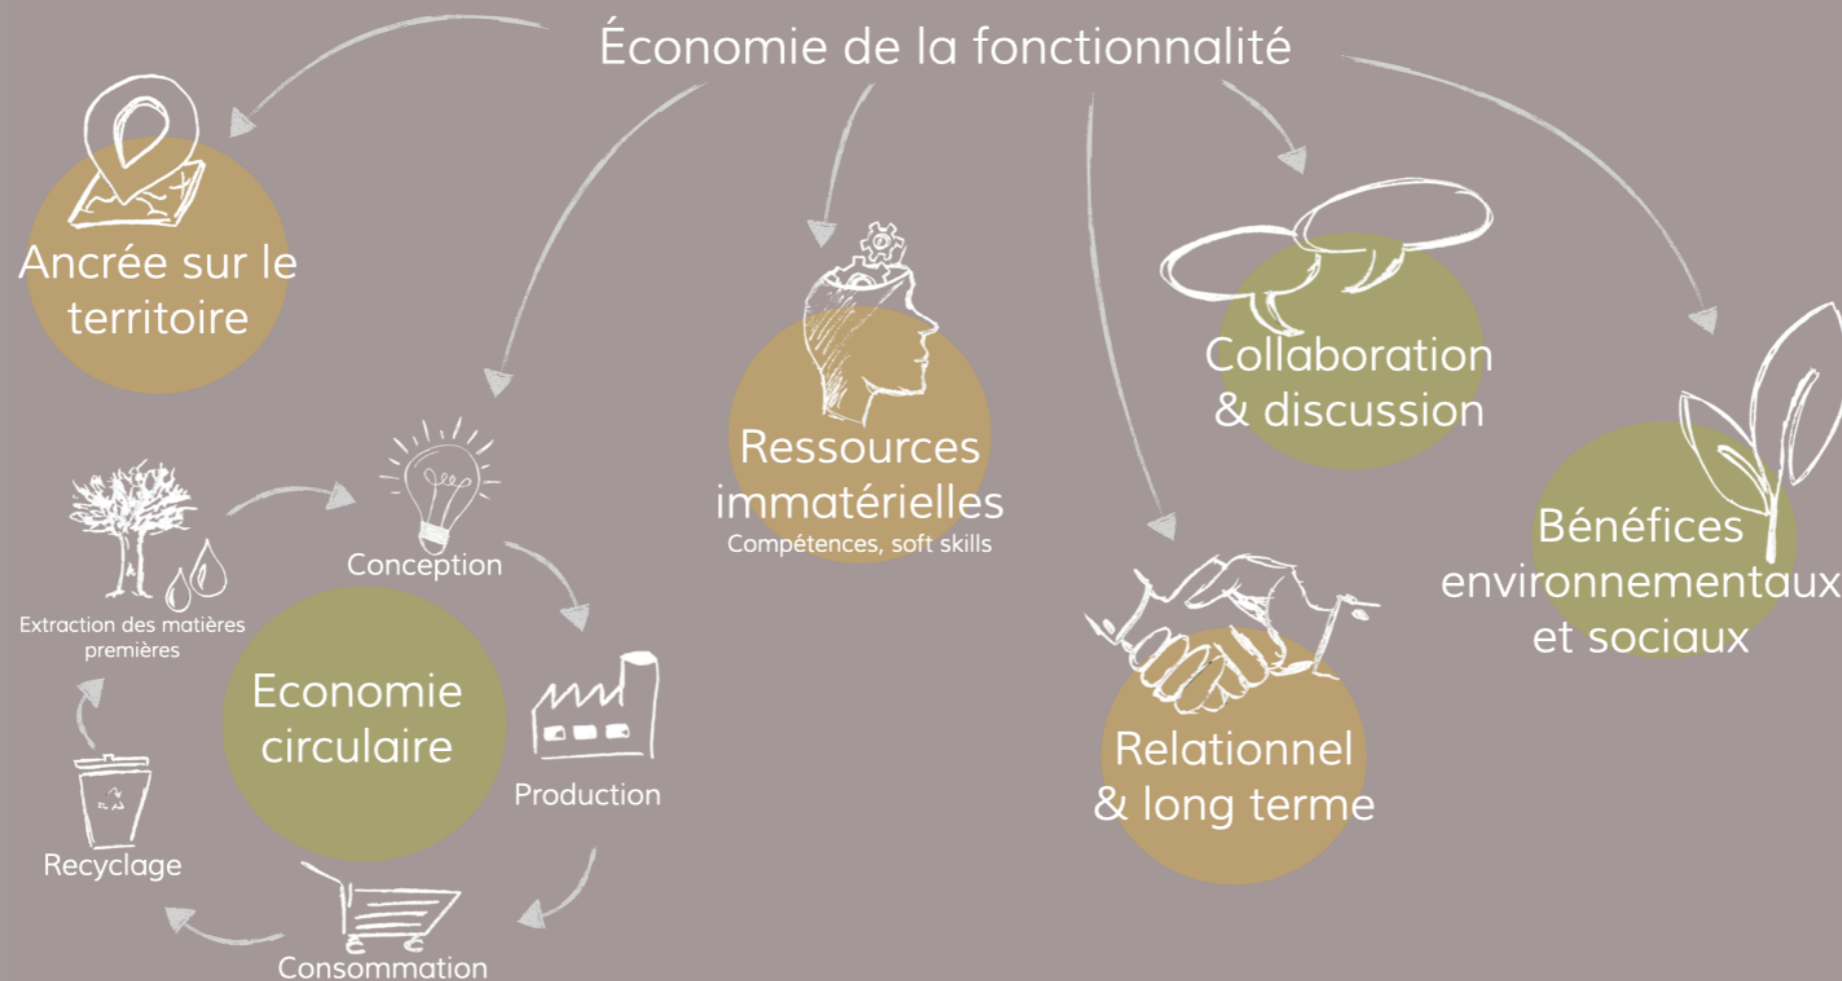 Économie de la fonctionnalité
Ancrée sur le
territoire
Extraction des matières
premières
Conception
Economie
circulaire
Production
Recyclage
Consommation
Ressources
immatérielles
Compétences, soft skills
Collaboration
& discussion
Relationnel
& long terme
Bénéfices
environnementaux
et sociaux